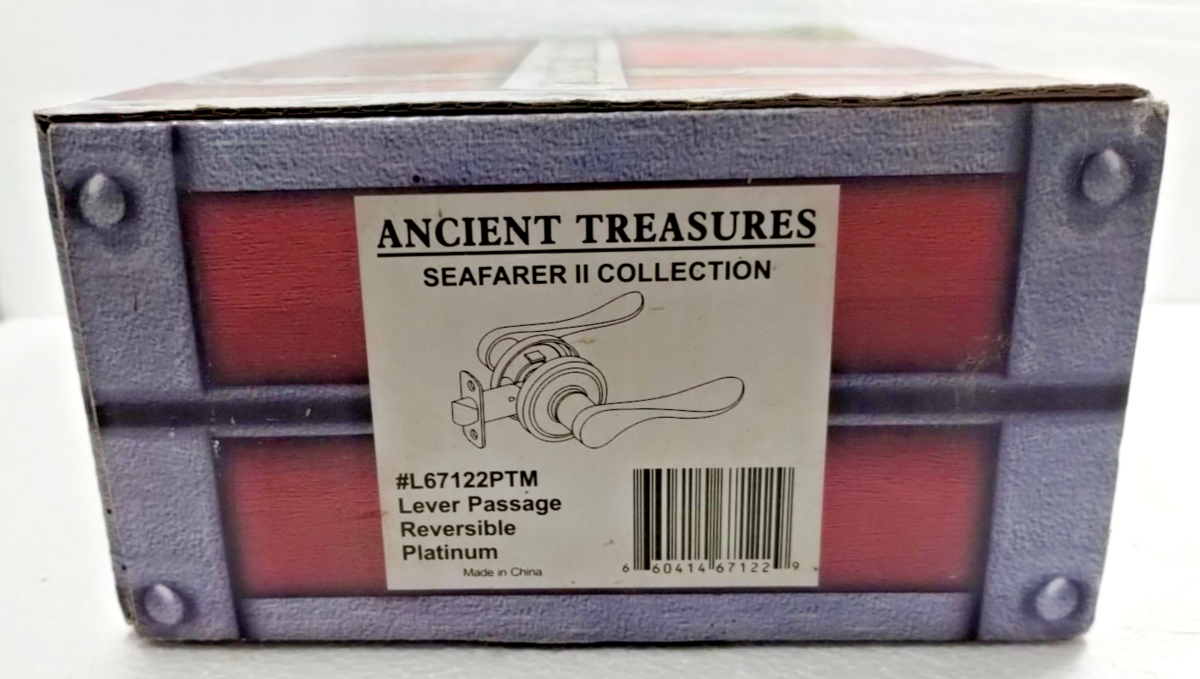 ANCIENT TREASURES
SEAFARER II COLLECTION
#L67122PTM
Lever Passage
Reversible
Platinum
Made in China
6 60414 67122 9